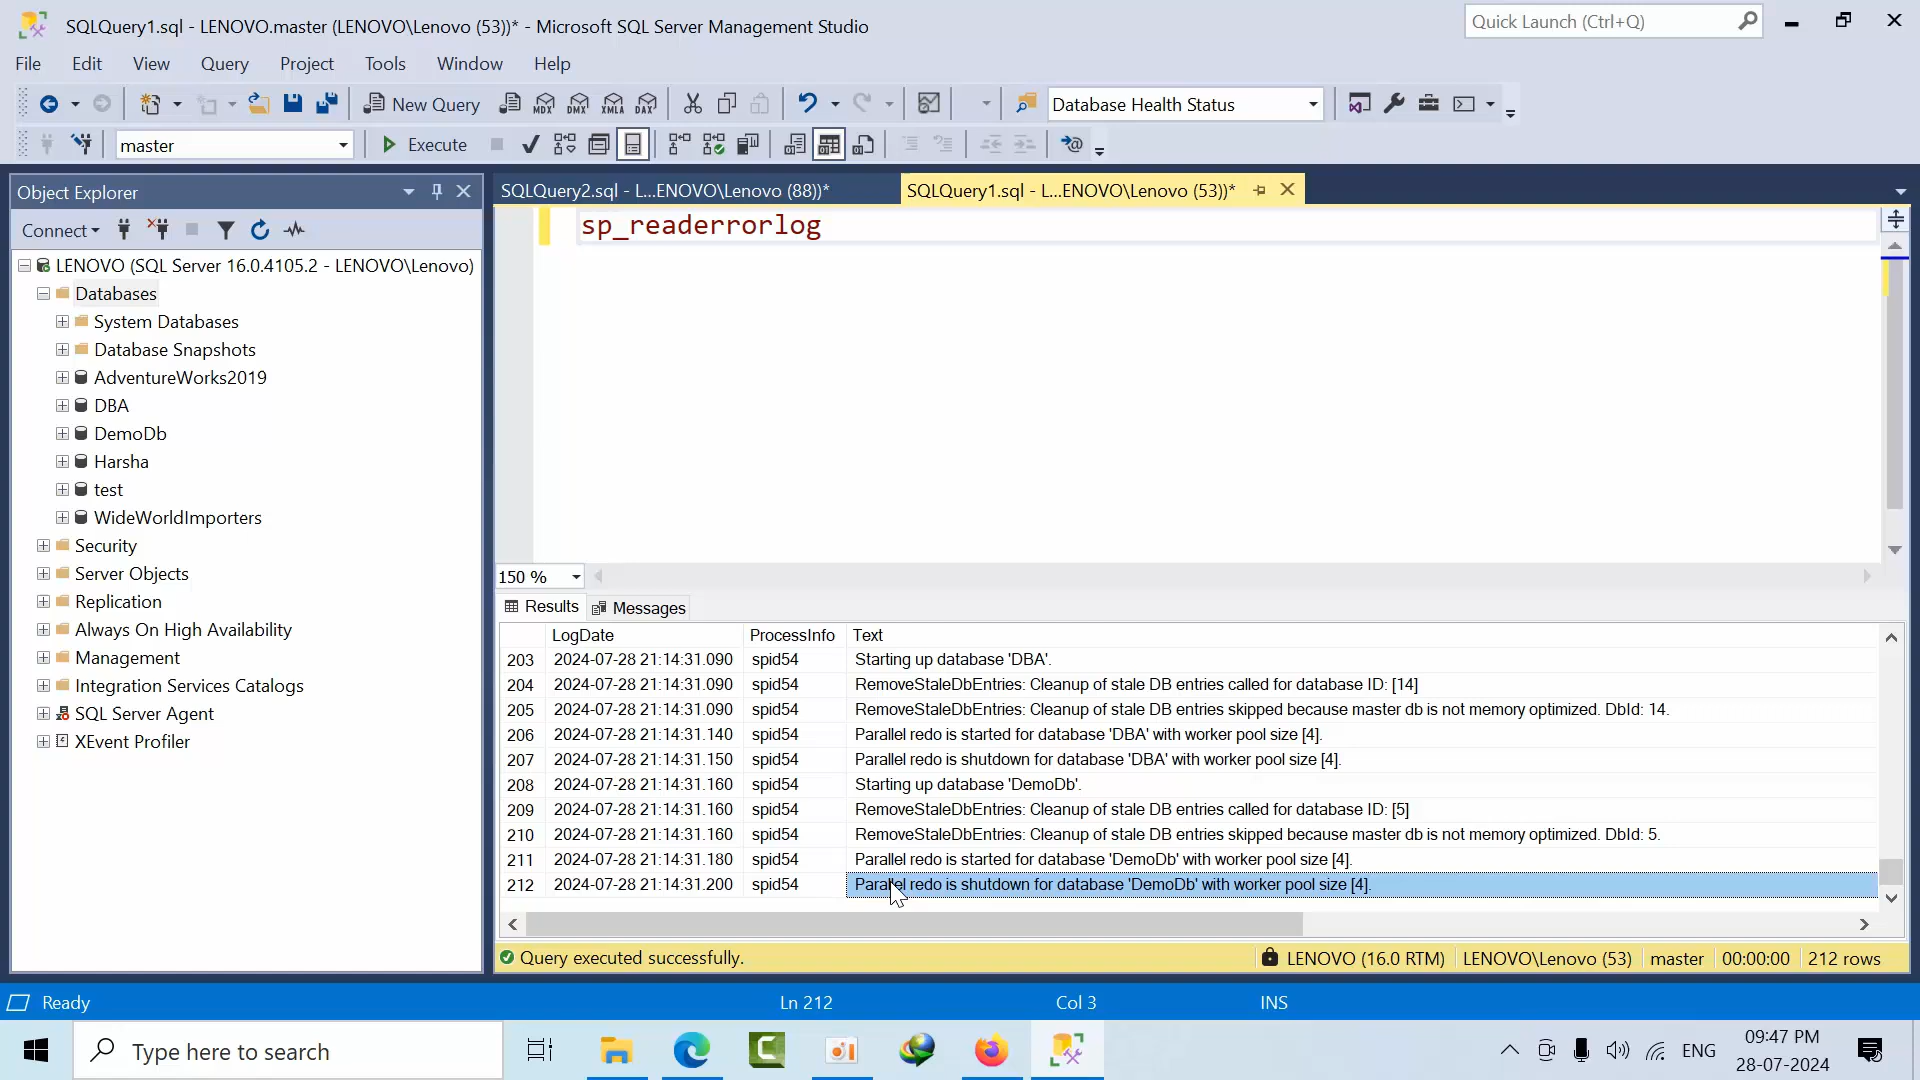 SQLQuery1.sql - LENOVO.master (LENOVO\Lenovo (53))* - Microsoft SQL Server Management Studio
Quick Launch (Ctrl+Q)
File Edit View Query Project Tools Window Help
New Query MDX DMX XMLA DAX Database Health Status
master Execute
Object Explorer
SQLQuery2.sql - L...ENOVO\Lenovo (88))*
SQLQuery1.sql - L...ENOVO\Lenovo (53))*
Connect
sp_readerrorlog
LENOVO (SQL Server 16.0.4105.2 - LENOVO\Lenovo)
Databases
System Databases
Database Snapshots
AdventureWorks2019
DBA
DemoDb
Harsha
test
WideWorldImporters
Security
Server Objects
Replication
Always On High Availability
Management
Integration Services Catalogs
SQL Server Agent
XEvent Profiler
150 %
Results Messages
LogDate ProcessInfo Text
203 2024-07-28 21:14:31.090 spid54 Starting up database 'DBA'.
204 2024-07-28 21:14:31.090 spid54 RemoveStaleDbEntries: Cleanup of stale DB entries called for database ID: [14]
205 2024-07-28 21:14:31.090 spid54 RemoveStaleDbEntries: Cleanup of stale DB entries skipped because master db is not memory optimized. DbId: 14.
206 2024-07-28 21:14:31.140 spid54 Parallel redo is started for database 'DBA' with worker pool size [4].
207 2024-07-28 21:14:31.150 spid54 Parallel redo is shutdown for database 'DBA' with worker pool size [4].
208 2024-07-28 21:14:31.160 spid54 Starting up database 'DemoDb'.
209 2024-07-28 21:14:31.160 spid54 RemoveStaleDbEntries: Cleanup of stale DB entries called for database ID: [5]
210 2024-07-28 21:14:31.160 spid54 RemoveStaleDbEntries: Cleanup of stale DB entries skipped because master db is not memory optimized. DbId: 5.
211 2024-07-28 21:14:31.180 spid54 Parallel redo is started for database 'DemoDb' with worker pool size [4].
212 2024-07-28 21:14:31.200 spid54 Parallel redo is shutdown for database 'DemoDb' with worker pool size [4].
Query executed successfully. LENOVO (16.0 RTM) LENOVO\Lenovo (53) master 00:00:00 212 rows
Ready Ln 212 Col 3 INS
Type here to search
ENG
09:47 PM
28-07-2024